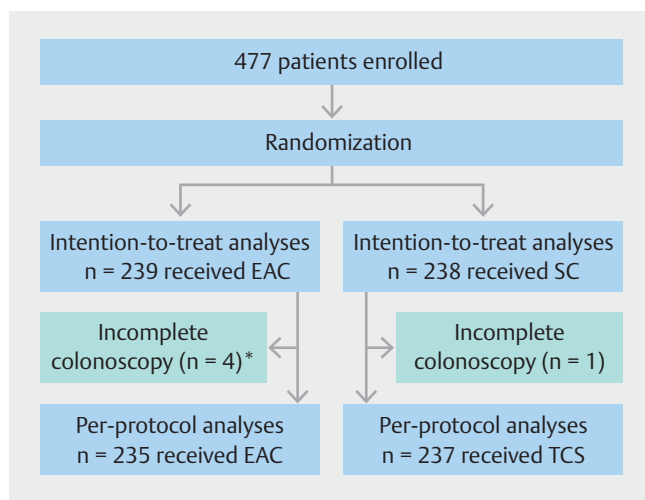 477 patients enrolled
Randomization
Intention-to-treat analyses
n = 239 received EAC
Intention-to-treat analyses
n = 238 received SC
Incomplete
colonoscopy (n = 4)*
Incomplete
colonoscopy (n = 1)
Per-protocol analyses
n = 235 received EAC
Per-protocol analyses
n = 237 received TCS